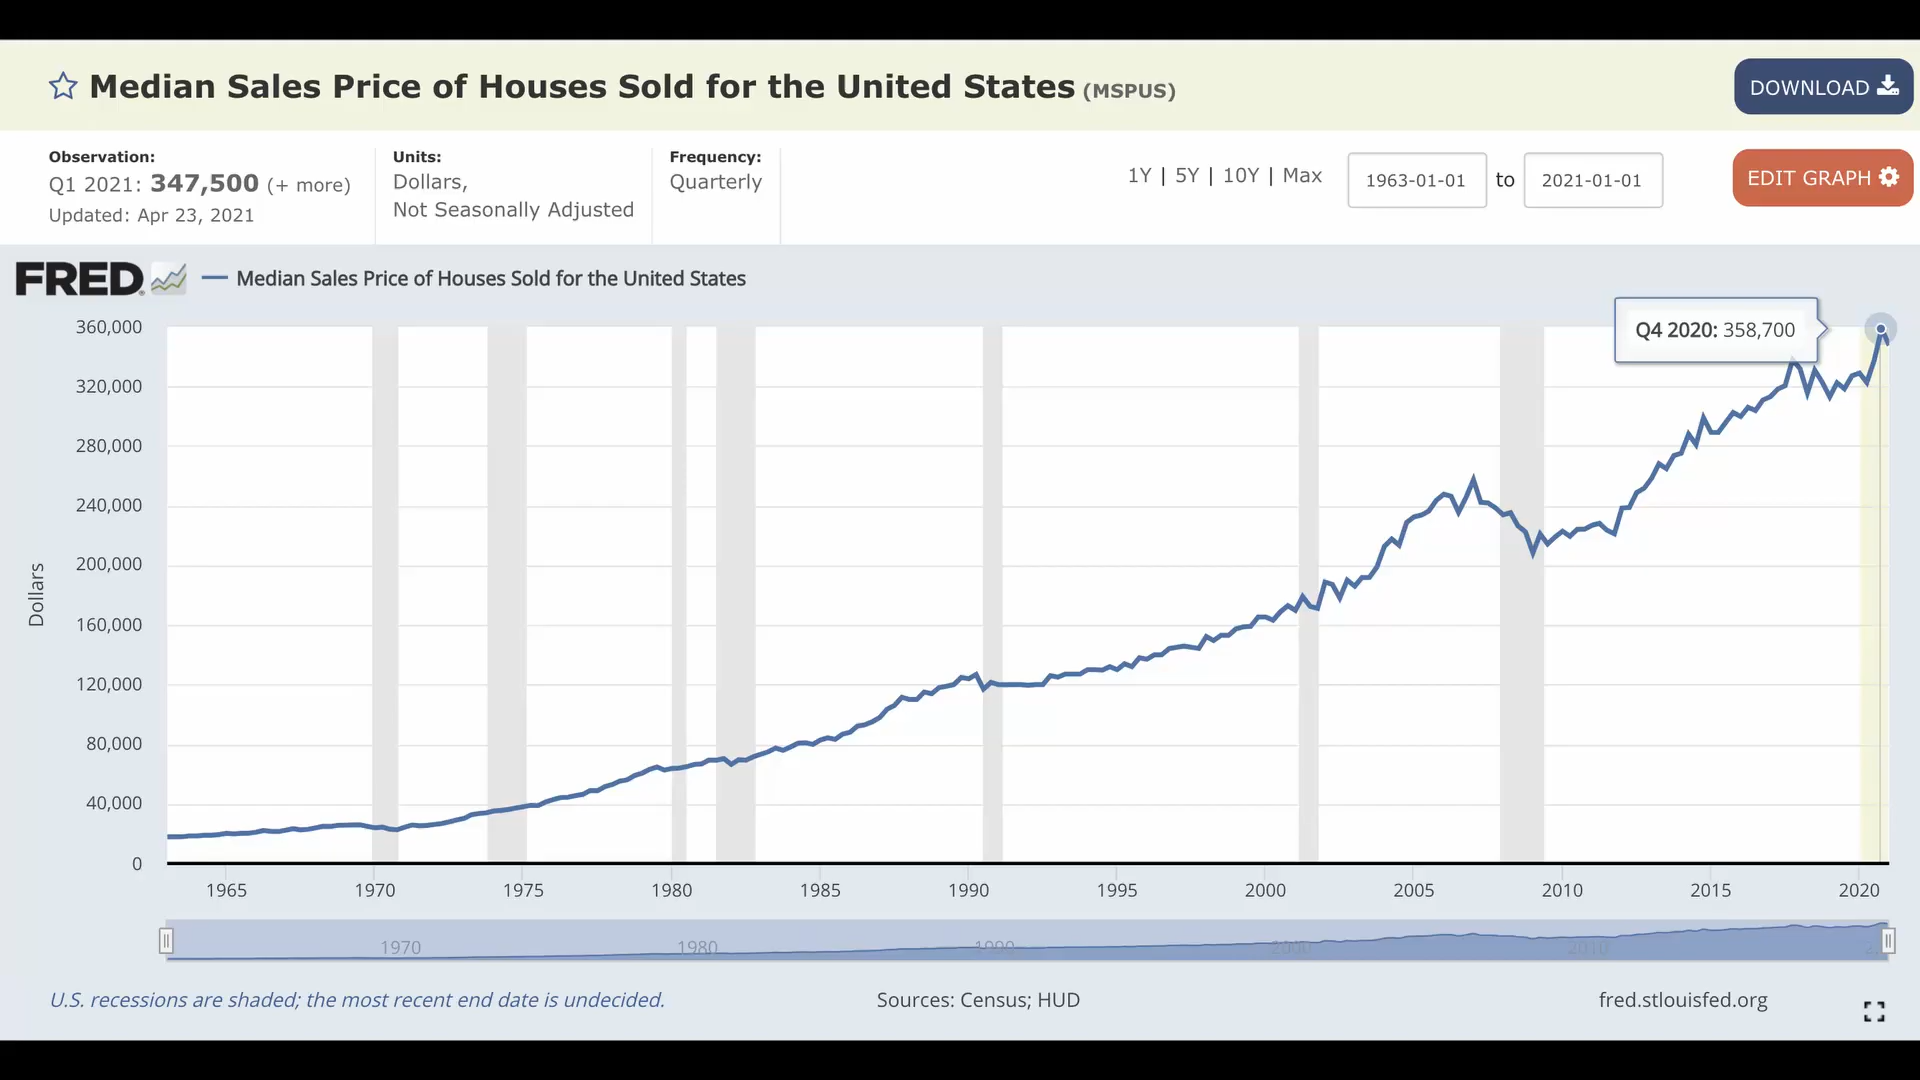 Median Sales Price of Houses Sold for the United States (MSPUS)
DOWNLOAD
Observation:
Q1 2021: 347,500 (+ more)
Updated: Apr 23, 2021
Units:
Dollars,
Not Seasonally Adjusted
Frequency:
Quarterly
1Y | 5Y | 10Y | Max
1963-01-01 to 2021-01-01
EDIT GRAPH
FRED
Median Sales Price of Houses Sold for the United States
Q4 2020: 358,700
Dollars
360,000
320,000
280,000
240,000
200,000
160,000
120,000
80,000
40,000
0
1965 1970 1975 1980 1985 1990 1995 2000 2005 2010 2015 2020
1970 1980 1990 2000 2010
U.S. recessions are shaded; the most recent end date is undecided.
Sources: Census; HUD
fred.stlouisfed.org